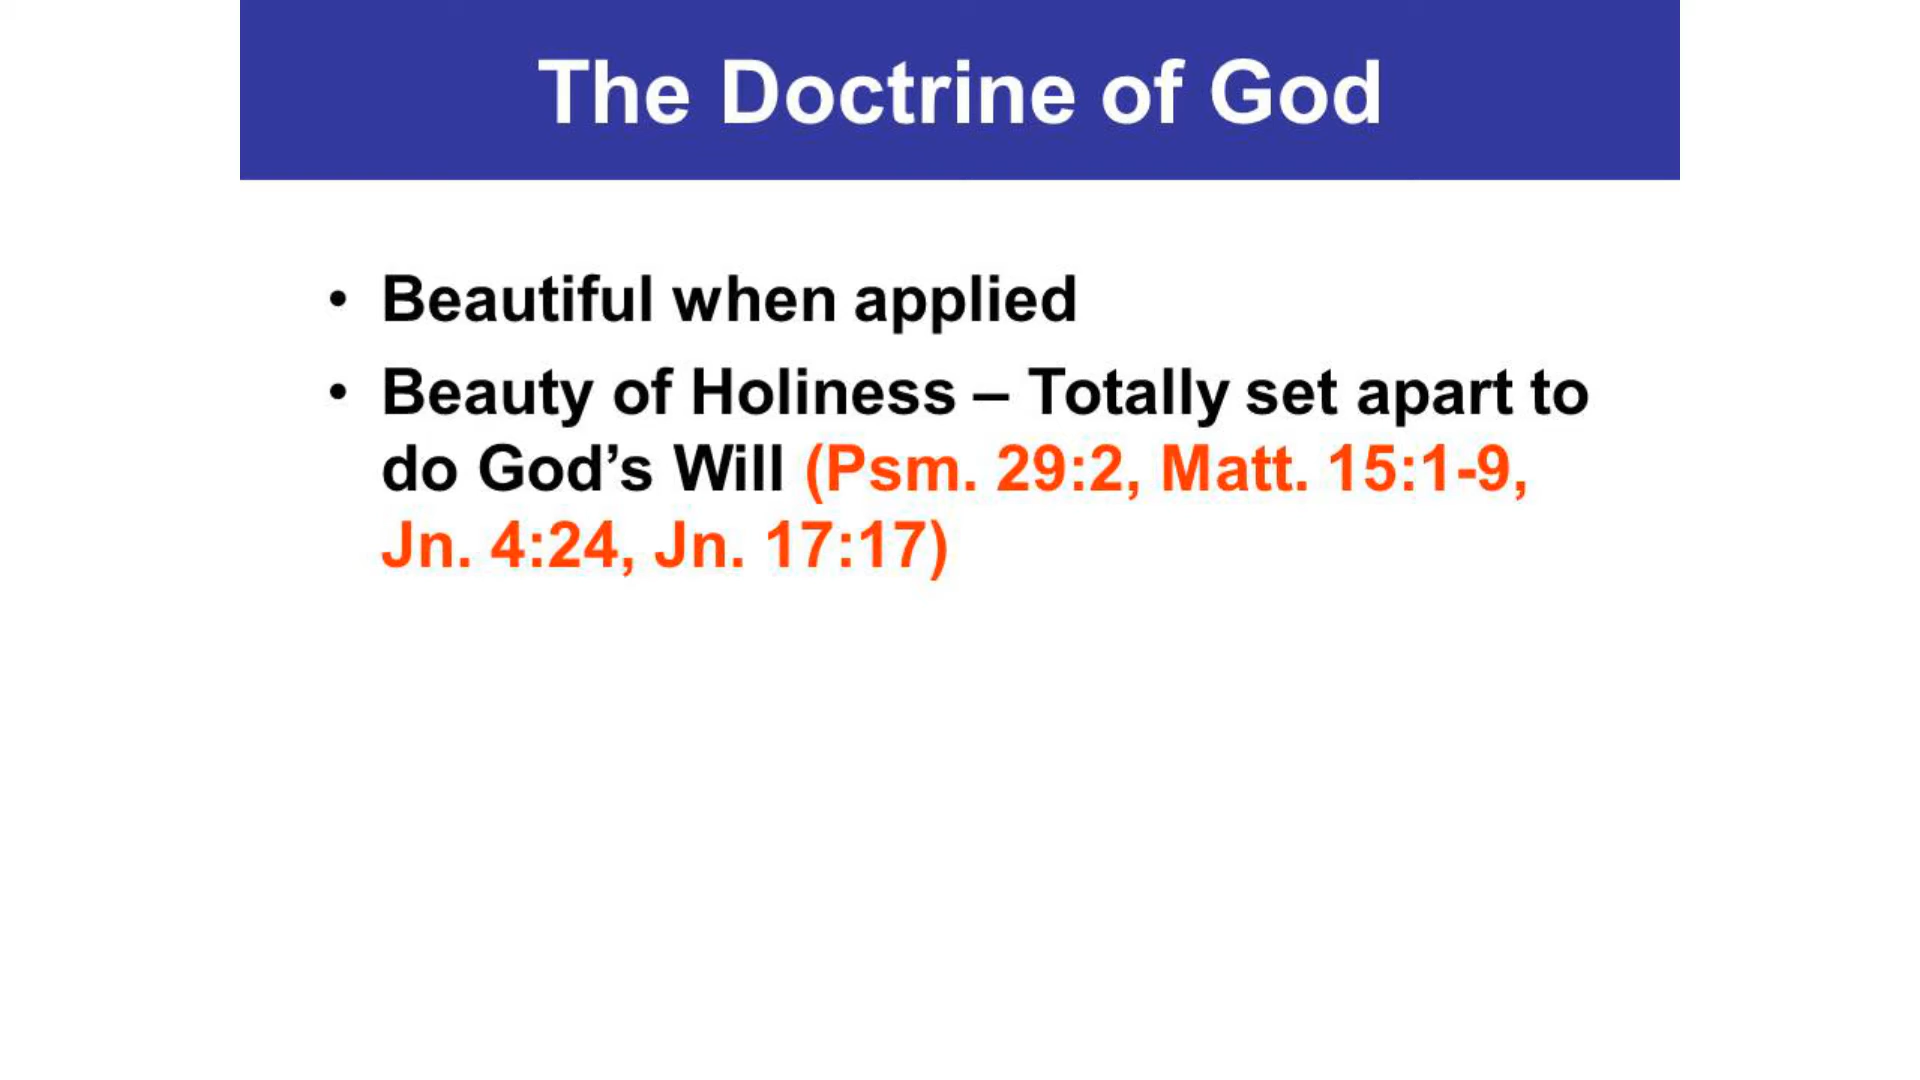 The Doctrine of God
• Beautiful when applied
• Beauty of Holiness – Totally set apart to
do God’s Will (Psm. 29:2, Matt. 15:1-9,
Jn. 4:24, Jn. 17:17)